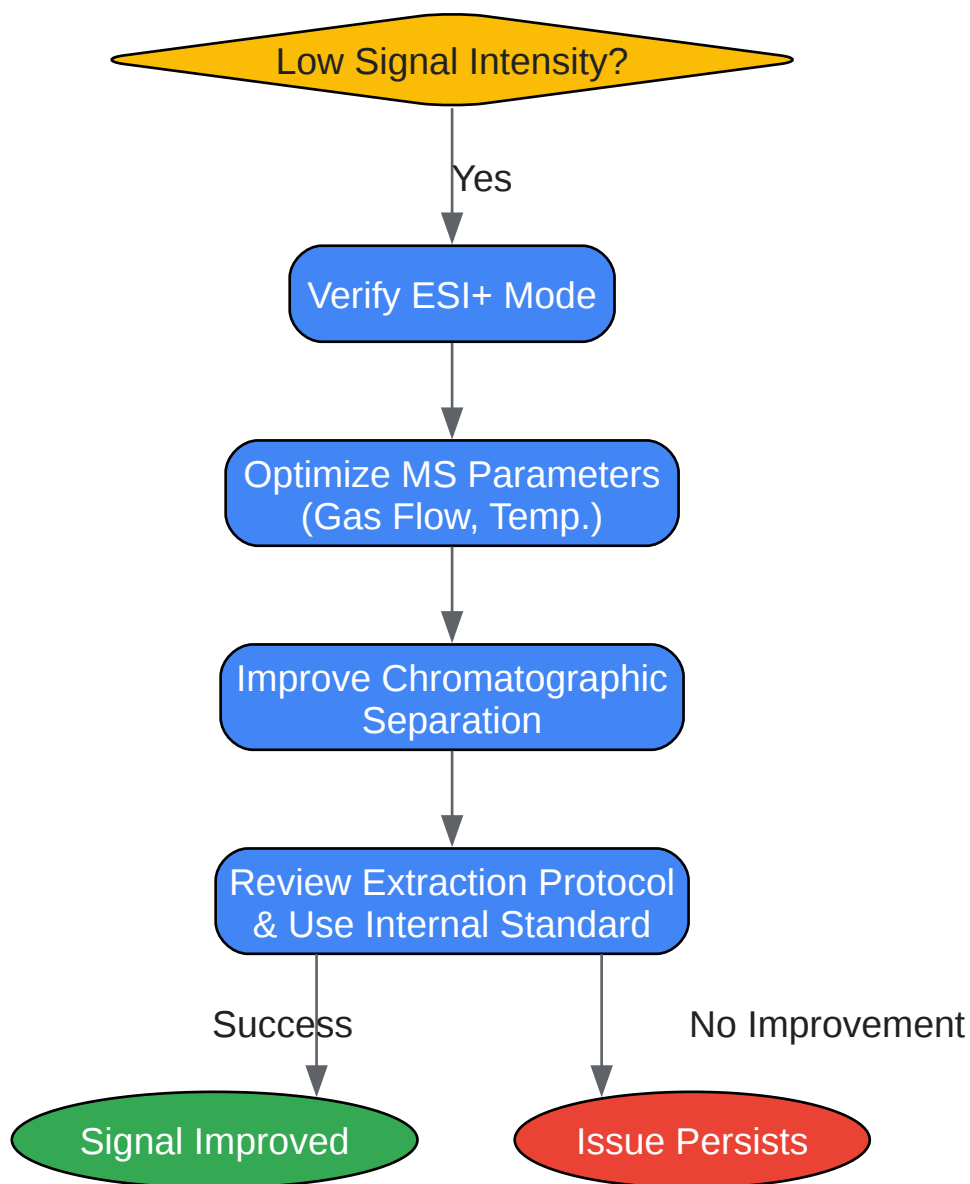 Low Signal Intensity?
Yes
Verify ESI+ Mode
Optimize MS Parameters
(Gas Flow, Temp.)
Improve Chromatographic
Separation
Review Extraction Protocol
& Use Internal Standard
Success
No Improvement
Signal Improved
Issue Persists